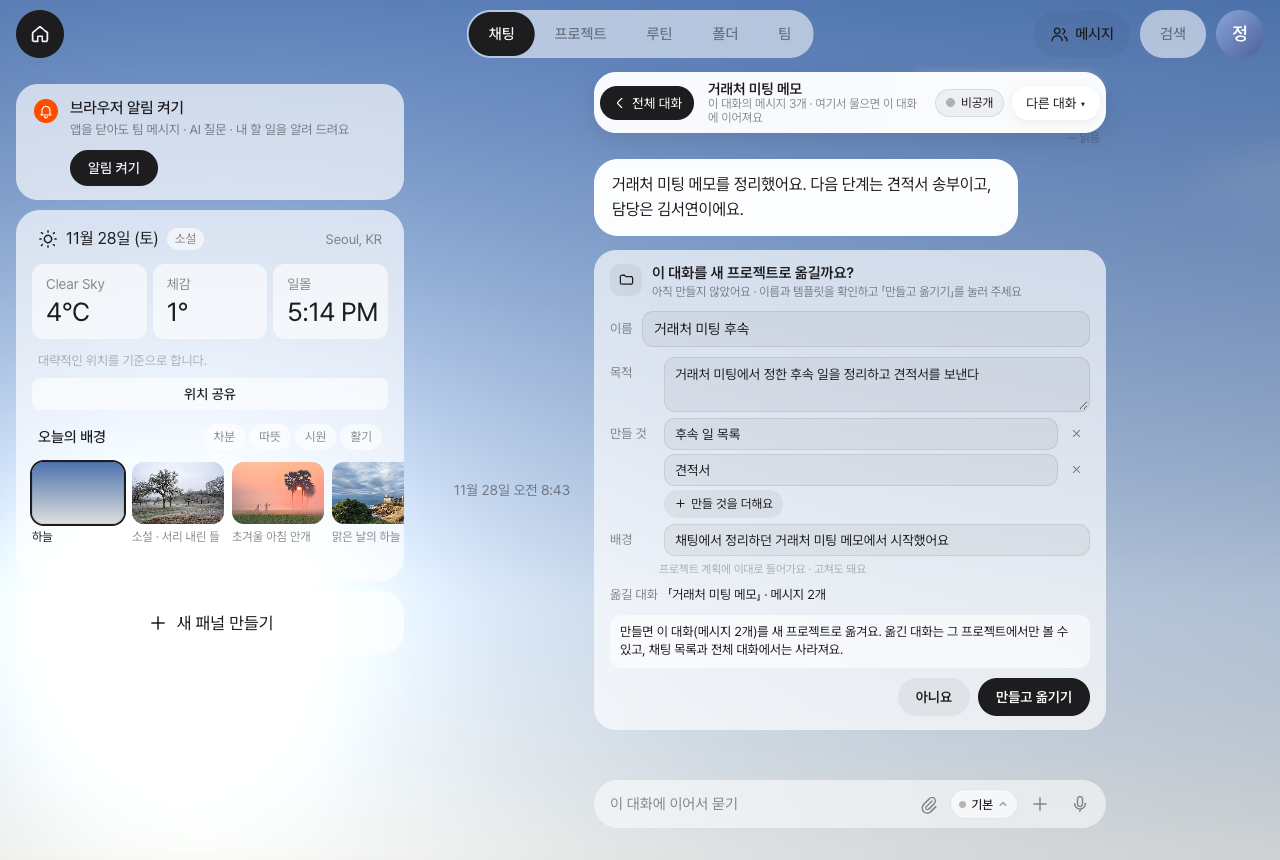 채팅
프로젝트
루틴
폴더
팀
메시지
검색
정
브라우저 알림 켜기
앱을 닫아도 팀 메시지 · AI 질문 · 내 할 일을 알려 드려요
알림 켜기
11월 28일 (토)
소설
Seoul, KR
Clear Sky
4°C
체감
1°
일몰
5:14 PM
대략적인 위치를 기준으로 합니다.
위치 공유
오늘의 배경
차분
따뜻
시원
활기
하늘
소설 · 서리 내린 들
초겨울 아침 안개
맑은 날의 하늘
새 패널 만들기
11월 28일 오전 8:43
전체 대화
거래처 미팅 메모
이 대화의 메시지 3개 · 여기서 물으면 이 대화
에 이어져요
비공개
다른 대화
읽음
거래처 미팅 메모를 정리했어요. 다음 단계는 견적서 송부이고,
담당은 김서연이에요.
이 대화를 새 프로젝트로 옮길까요?
아직 만들지 않았어요 · 이름과 템플릿을 확인하고 「만들고 옮기기」를 눌러 주세요
이름
거래처 미팅 후속
목적
거래처 미팅에서 정한 후속 일을 정리하고 견적서를 보낸다
만들 것
후속 일 목록
견적서
만들 것을 더해요
배경
채팅에서 정리하던 거래처 미팅 메모에서 시작했어요
프로젝트 계획에 이대로 들어가요 · 고쳐도 돼요
옮길 대화
「거래처 미팅 메모」 · 메시지 2개
만들면 이 대화(메시지 2개)를 새 프로젝트로 옮겨요. 옮긴 대화는 그 프로젝트에서만 볼 수
있고, 채팅 목록과 전체 대화에서는 사라져요.
아니요
만들고 옮기기
이 대화에 이어서 묻기
기본